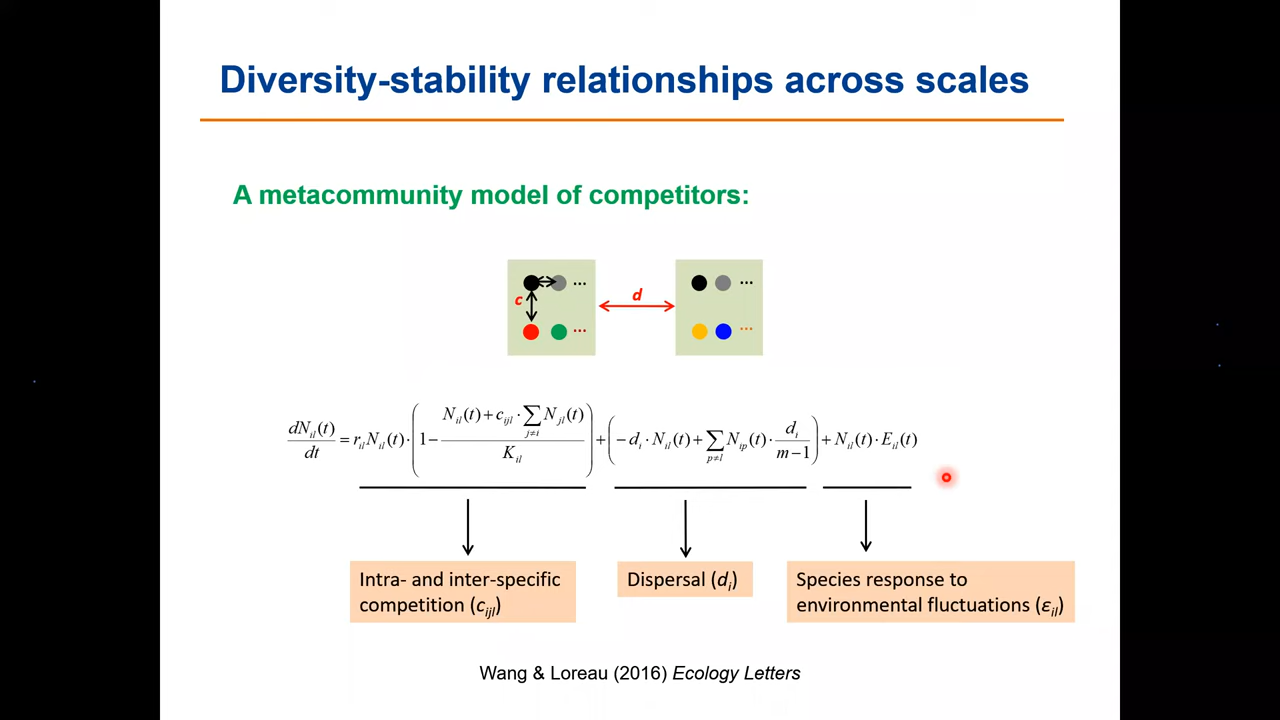 Diversity-stability relationships across scales
A metacommunity model of competitors:
... d ...
c
... ...
dN_il(t)/dt = r_il N_il(t) · (1 − (N_il(t) + c_ijl · ∑_{j≠i} N_jl(t))/K_il) + (−d_i · N_il(t) + ∑_{p≠l} N_ip(t) · d_i/(m−1)) + N_il(t) · E_il(t)
Intra- and inter-specific
competition (c_ijl)
Dispersal (d_i)
Species response to
environmental fluctuations (ε_il)
Wang & Loreau (2016) Ecology Letters